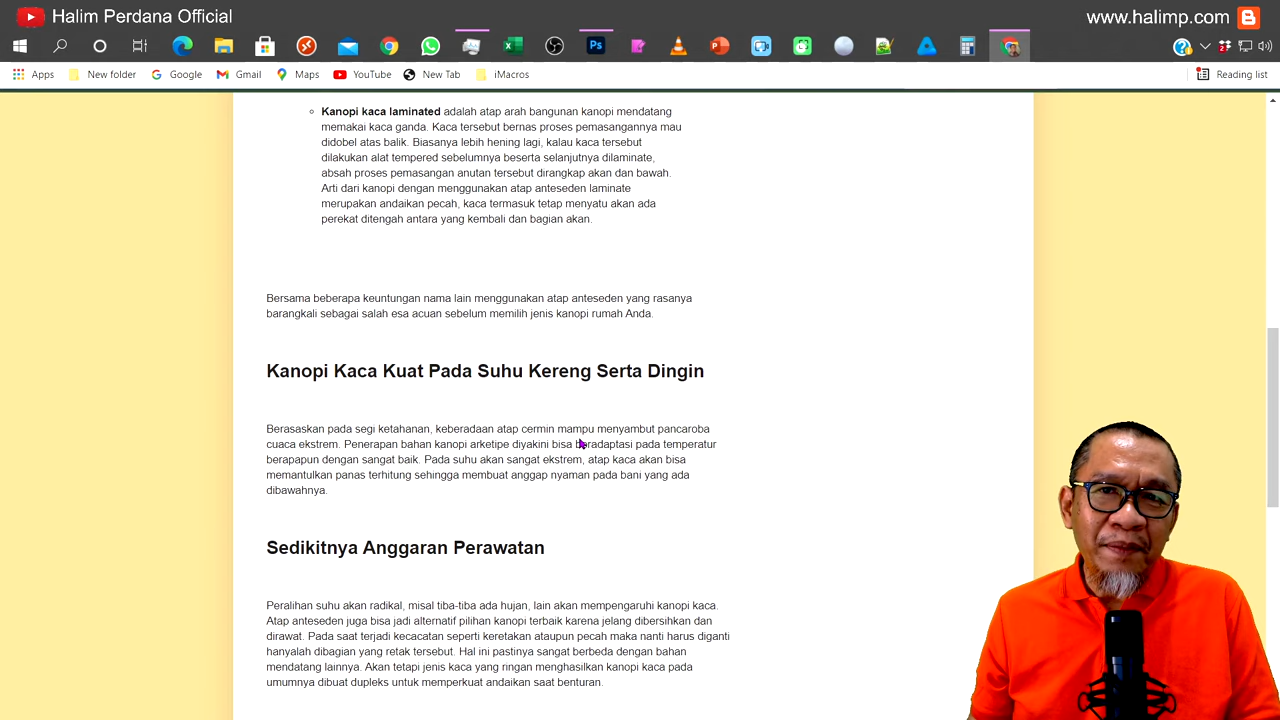 Halim Perdana Official
www.halimp.com
Apps
New folder
Google
Gmail
Maps
YouTube
New Tab
iMacros
Reading list
Kanopi kaca laminated adalah atap arah bangunan kanopi mendatang
memakai kaca ganda. Kaca tersebut bernas proses pemasangannya mau
didobel atas balik. Biasanya lebih hening lagi, kalau kaca tersebut
dilakukan alat tempered sebelumnya beserta selanjutnya dilaminate,
absah proses pemasangan anutan tersebut dirangkap akan dan bawah.
Arti dari kanopi dengan menggunakan atap anteseden laminate
merupakan andaikan pecah, kaca termasuk tetap menyatu akan ada
perekat ditengah antara yang kembali dan bagian akan.
Bersama beberapa keuntungan nama lain menggunakan atap anteseden yang rasanya
barangkali sebagai salah esa acuan sebelum memilih jenis kanopi rumah Anda.
Kanopi Kaca Kuat Pada Suhu Kereng Serta Dingin
Berasaskan pada segi ketahanan, keberadaan atap cermin mampu menyambut pancaroba
cuaca ekstrem. Penerapan bahan kanopi arketipe diyakini bisa beradaptasi pada temperatur
berapapun dengan sangat baik. Pada suhu akan sangat ekstrem, atap kaca akan bisa
memantulkan panas terhitung sehingga membuat anggap nyaman pada bani yang ada
dibawahnya.
Sedikitnya Anggaran Perawatan
Peralihan suhu akan radikal, misal tiba-tiba ada hujan, lain akan mempengaruhi kanopi kaca.
Atap anteseden juga bisa jadi alternatif pilihan kanopi terbaik karena jelang dibersihkan dan
dirawat. Pada saat terjadi kecacatan seperti keretakan ataupun pecah maka nanti harus diganti
hanyalah dibagian yang retak tersebut. Hal ini pastinya sangat berbeda dengan bahan
mendatang lainnya. Akan tetapi jenis kaca yang ringan menghasilkan kanopi kaca pada
umumnya dibuat dupleks untuk memperkuat andaikan saat benturan.